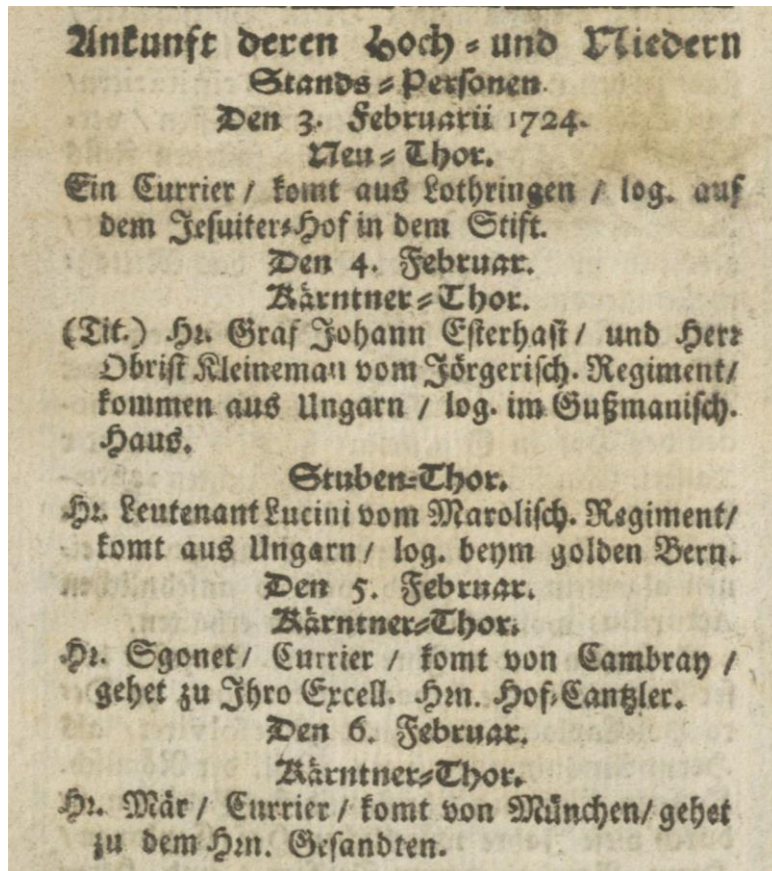 Ankunft deren Hoch- und Niedern
Stands-Personen.
Den 3. Februarii 1724.
Neu-Thor.
Ein Currier / komt aus Lothringen / log. auf
dem Jesuiter-Hof in dem Stift.
Den 4. Februar.
Kärntner-Thor.
(Tit.) Hr. Graf Johann Esterhasi / und Herr
Obrist Kleineman vom Jörgerisch. Regiment /
kommen aus Ungarn / log. im Gußmanisch.
Haus.
Stuben-Thor.
Hr. Leutenant Lucini vom Marolisch. Regiment /
komt aus Ungarn / log. beym golden Bern.
Den 5. Februar.
Kärntner-Thor.
Hr. Sgonet / Currier / komt von Cambray /
gehet zu Ihro Excell. Hrn. Hof-Cantzler.
Den 6. Februar.
Kärntner-Thor.
Hr. Mär / Currier / komt von München / gehet
zu dem Hrn. Gesandten.